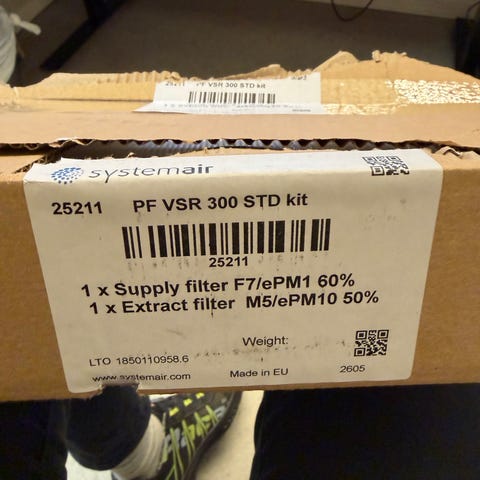 25211 PF VSR 300 STD kit
systemair
25211 PF VSR 300 STD kit
25211
1 x Supply filter F7/ePM1 60%
1 x Extract filter M5/ePM10 50%
Weight:
LTO 1850110958.6
www.systemair.com Made in EU 2605